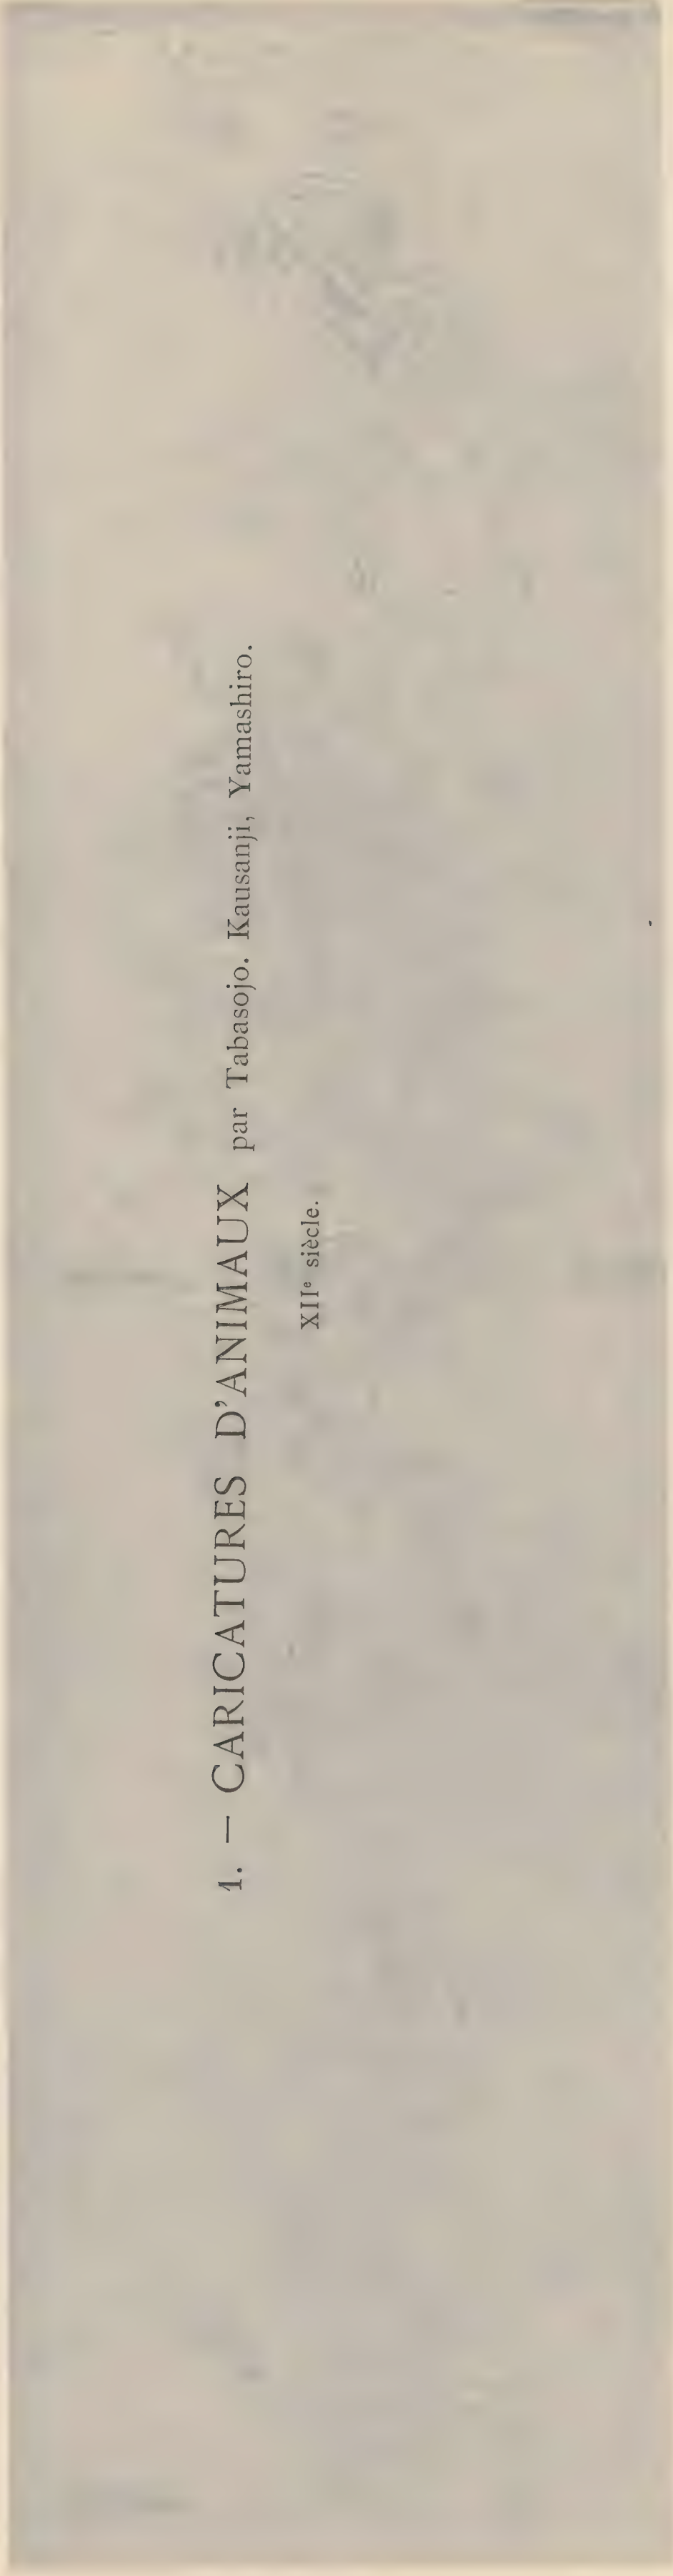 1. — CARICATURES D'ANIMAUX par Tabasojo. Kausanji, Yamashiro.
XIIe siècle.